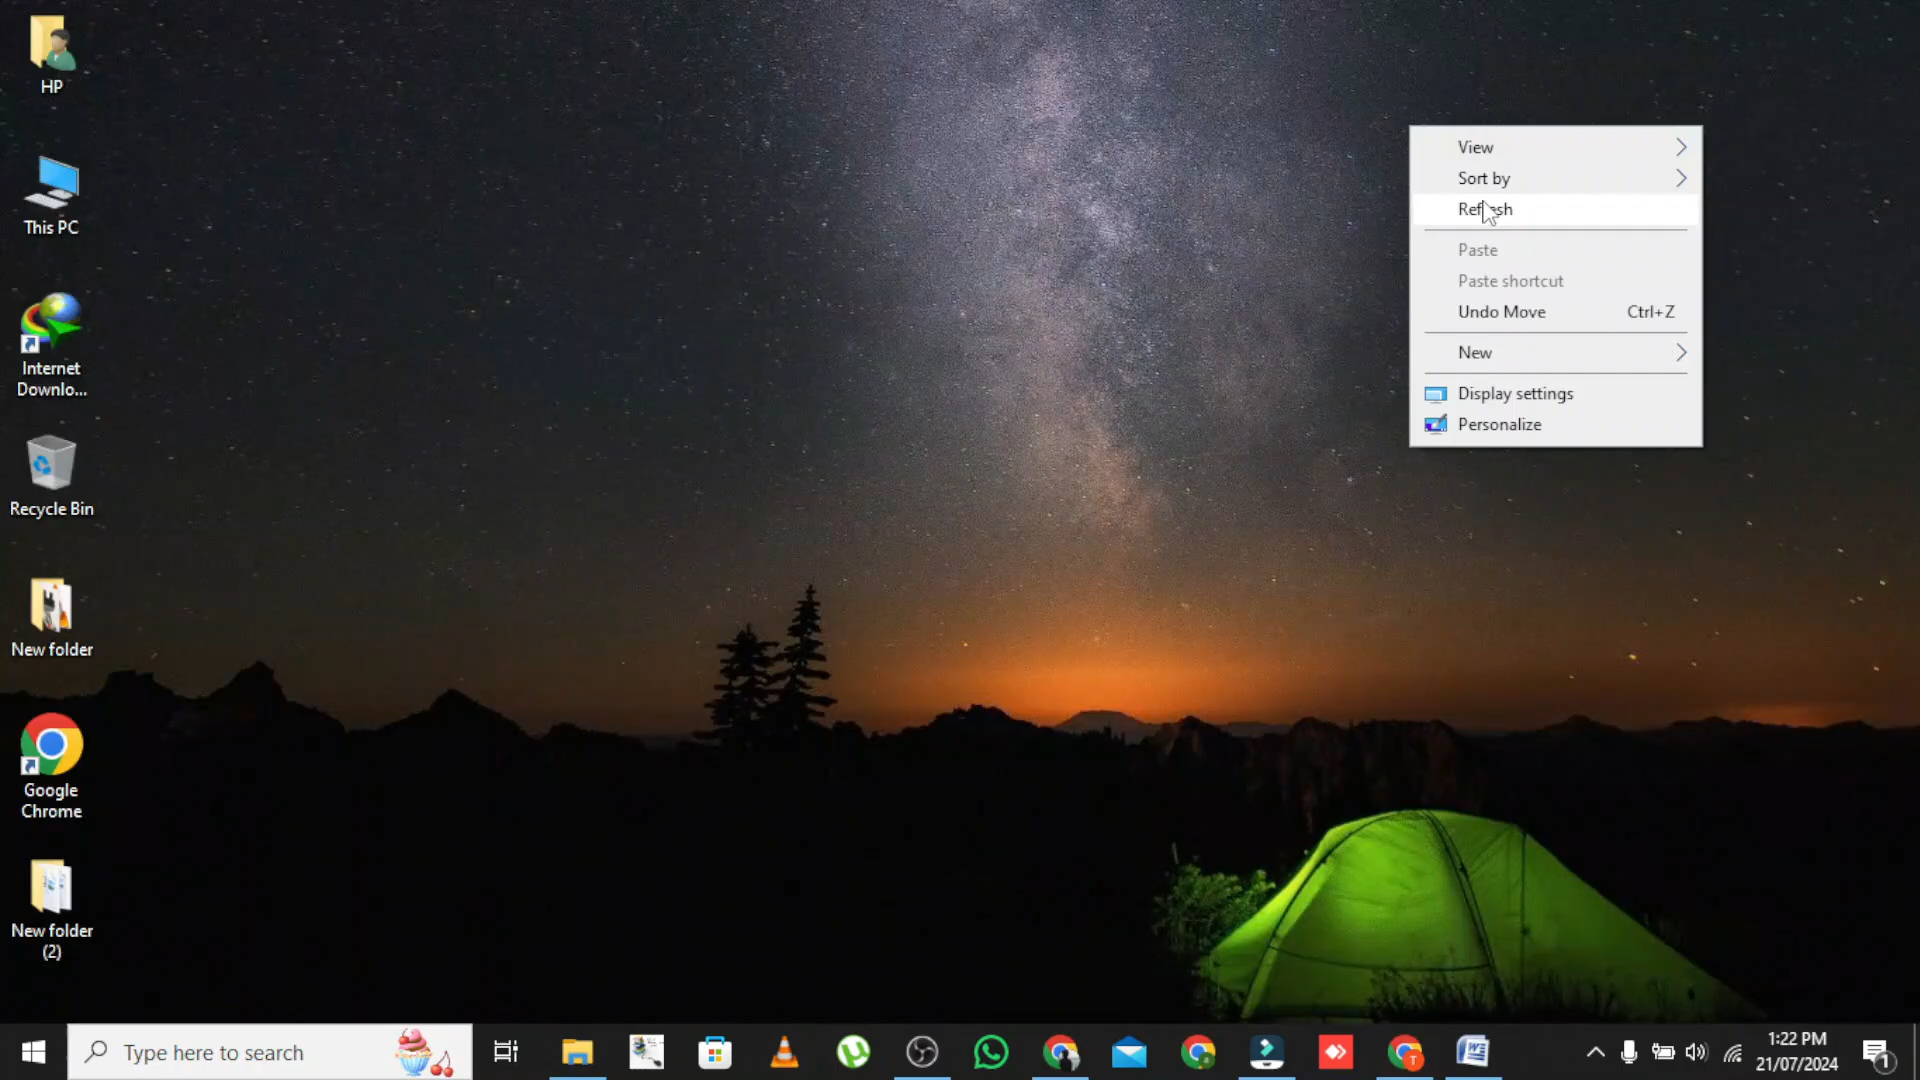 HP
This PC
Internet
Downlo...
Recycle Bin
New folder
Google
Chrome
New folder
(2)
View
Sort by
Refresh
Paste
Paste shortcut
Undo Move Ctrl+Z
New
Display settings
Personalize
Type here to search
1:22 PM
21/07/2024
1